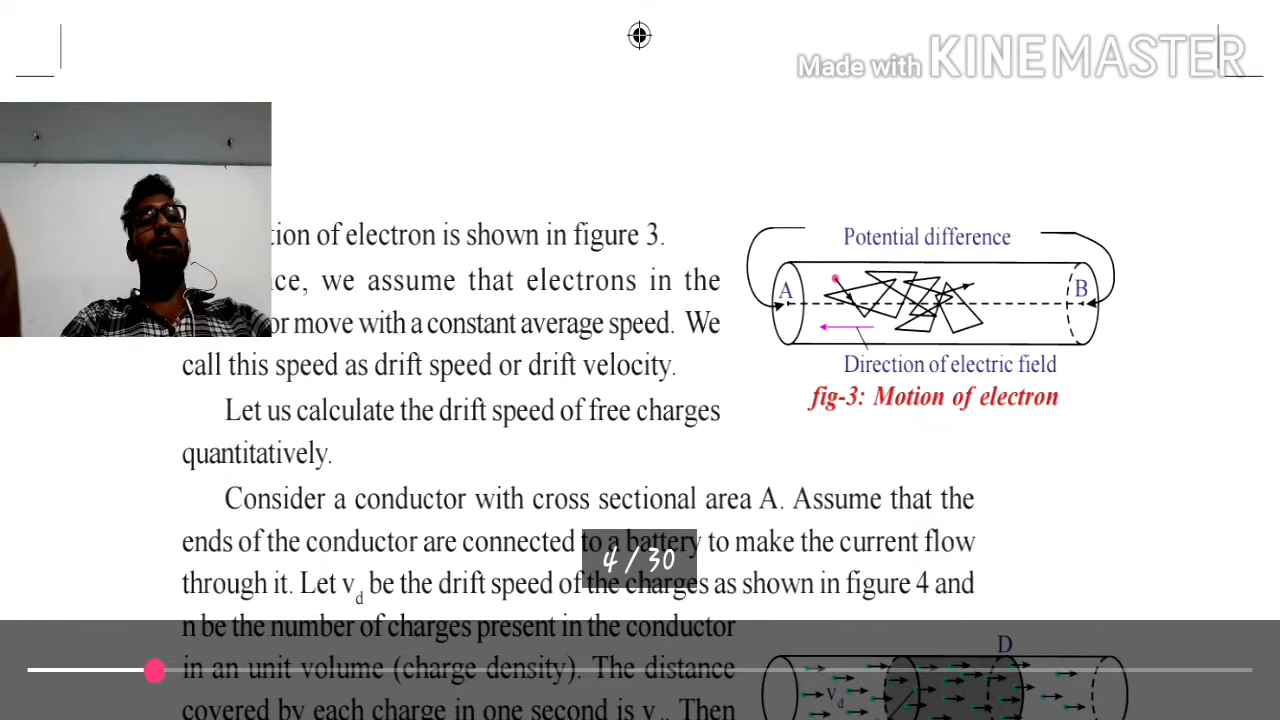 Made with KINEMASTER
tion of electron is shown in figure 3.
ce, we assume that electrons in the
or move with a constant average speed. We
call this speed as drift speed or drift velocity.
Let us calculate the drift speed of free charges
quantitatively.
Potential difference
A
B
Direction of electric field
fig-3: Motion of electron
Consider a conductor with cross sectional area A. Assume that the
ends of the conductor are connected to a battery to make the current flow
through it. Let vd be the drift speed of the charges as shown in figure 4 and
n be the number of charges present in the conductor
in an unit volume (charge density). The distance
covered by each charge in one second is v. Then
4 / 30
D
vd